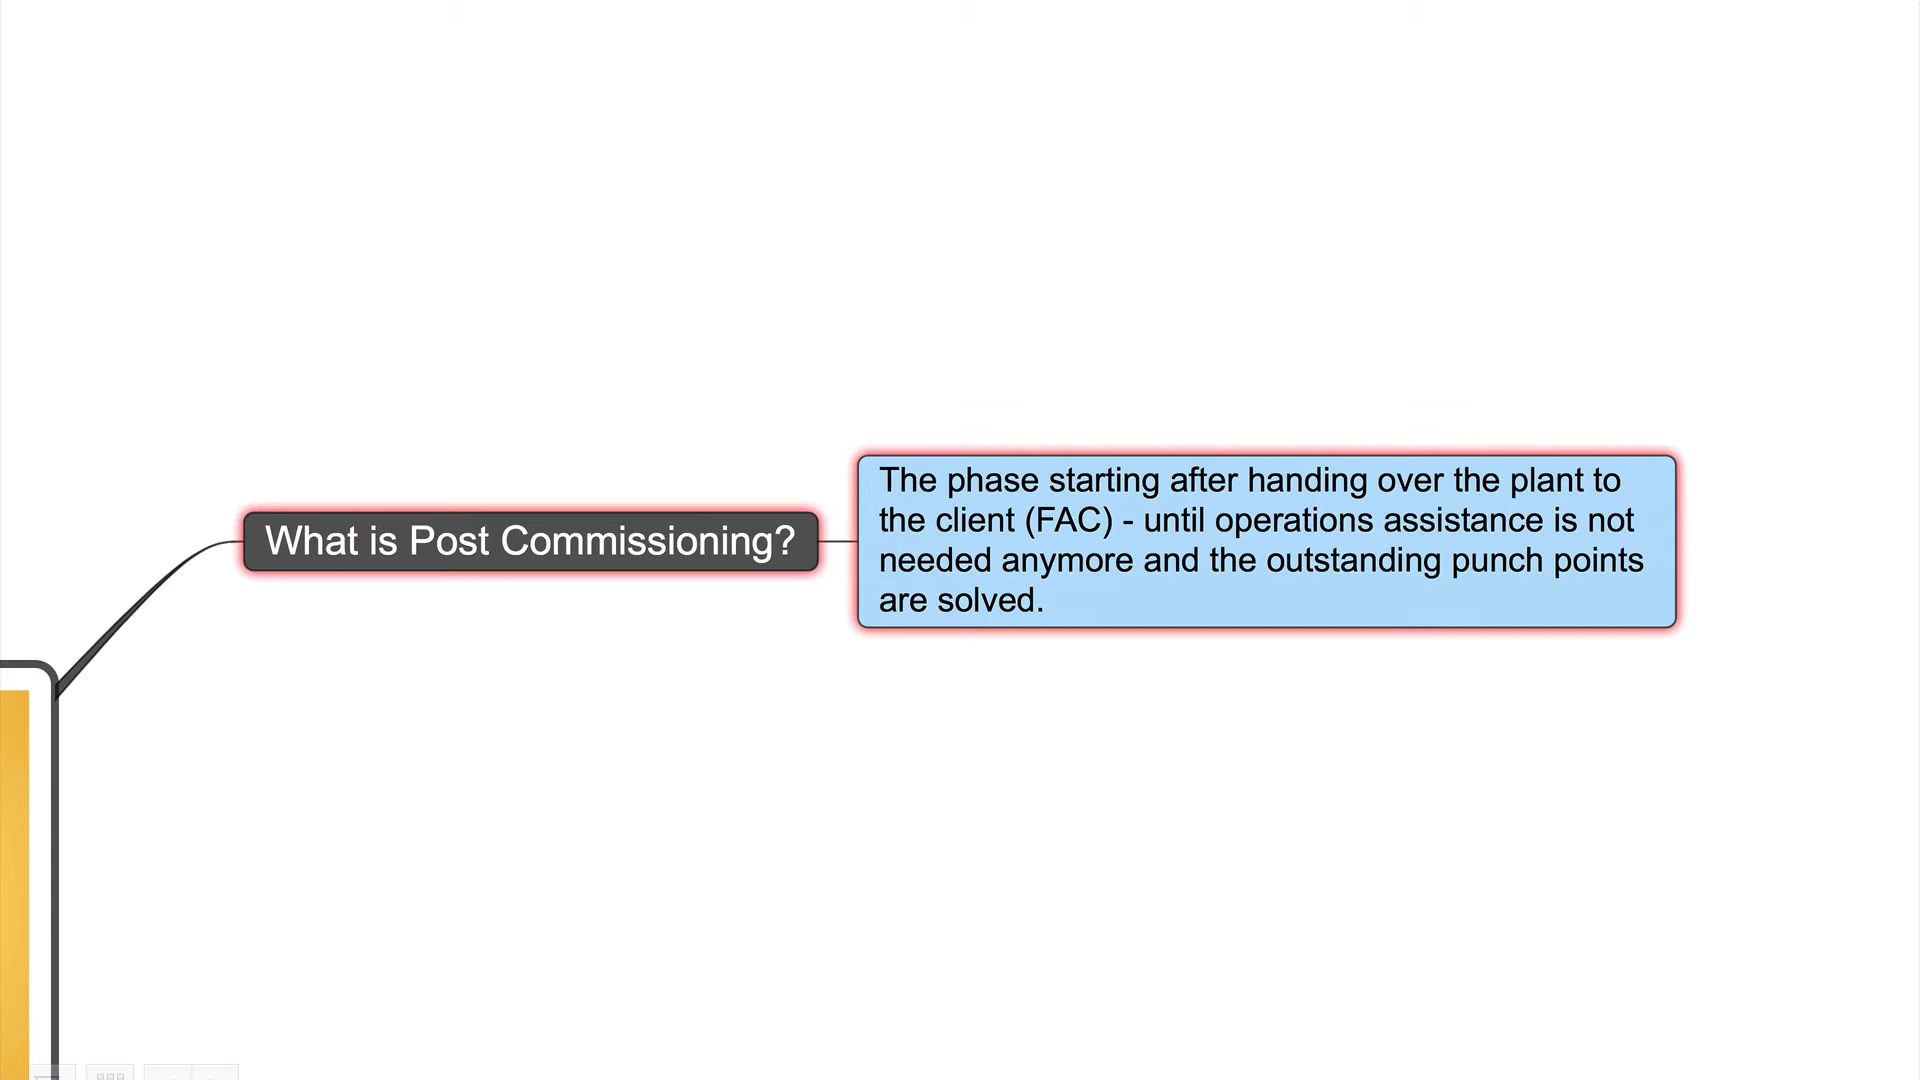 What is Post Commissioning?
The phase starting after handing over the plant to
the client (FAC) - until operations assistance is not
needed anymore and the outstanding punch points
are solved.